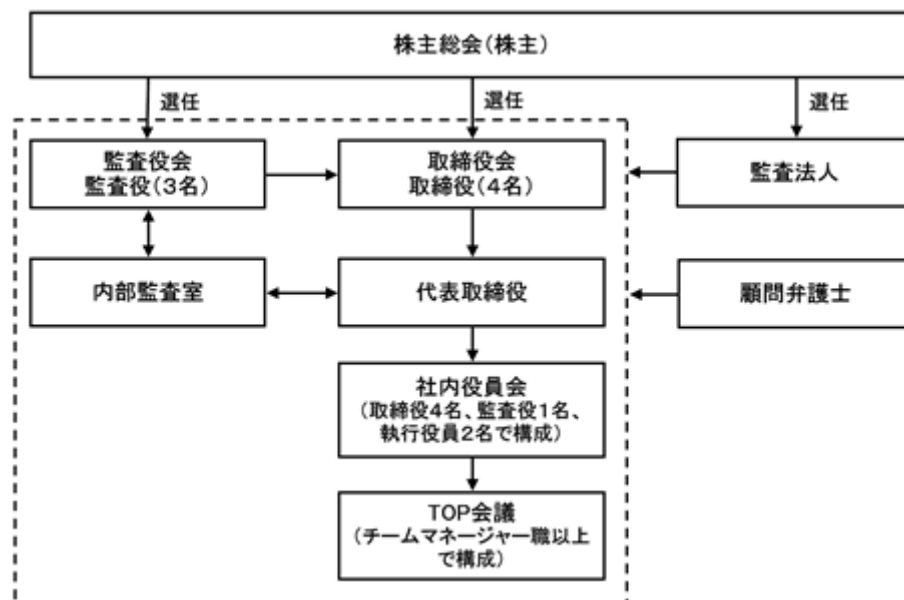 株主総会(株主)
選任
選任
選任
監査役会
監査役(3名)
取締役会
取締役(4名)
監査法人
内部監査室
代表取締役
顧問弁護士
社内役員会
(取締役4名、監査役1名、
執行役員2名で構成)
TOP会議
(チームマネージャー職以上
で構成)